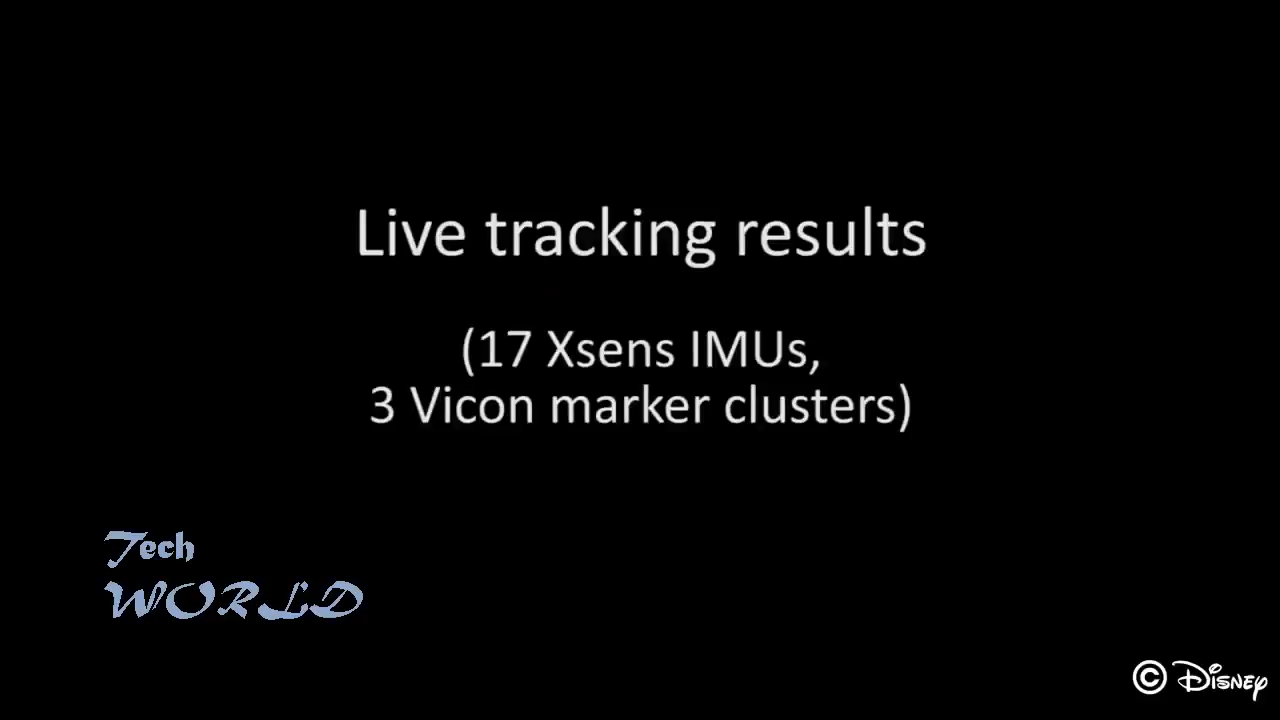 Live tracking results
(17 Xsens IMUs,
3 Vicon marker clusters)
Tech
WORLD
© Disney